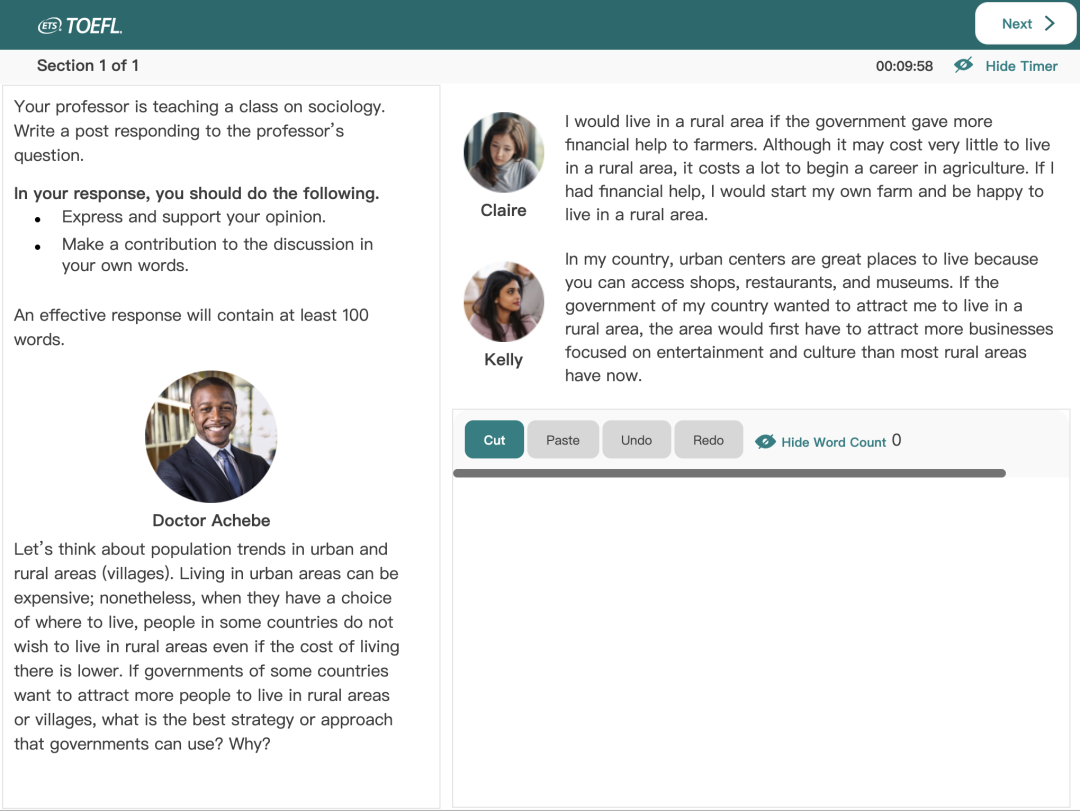 ETS TOEFL
Next
Section 1 of 1
00:09:58
Hide Timer
Your professor is teaching a class on sociology.
Write a post responding to the professor's
question.
In your response, you should do the following.
• Express and support your opinion.
• Make a contribution to the discussion in
your own words.
An effective response will contain at least 100
words.
Doctor Achebe
Let's think about population trends in urban and
rural areas (villages). Living in urban areas can be
expensive; nonetheless, when they have a choice
of where to live, people in some countries do not
wish to live in rural areas even if the cost of living
there is lower. If governments of some countries
want to attract more people to live in rural areas
or villages, what is the best strategy or approach
that governments can use? Why?
Claire
I would live in a rural area if the government gave more
financial help to farmers. Although it may cost very little to live
in a rural area, it costs a lot to begin a career in agriculture. If I
had financial help, I would start my own farm and be happy to
live in a rural area.
Kelly
In my country, urban centers are great places to live because
you can access shops, restaurants, and museums. If the
government of my country wanted to attract me to live in a
rural area, the area would first have to attract more businesses
focused on entertainment and culture than most rural areas
have now.
Cut
Paste
Undo
Redo
Hide Word Count 0